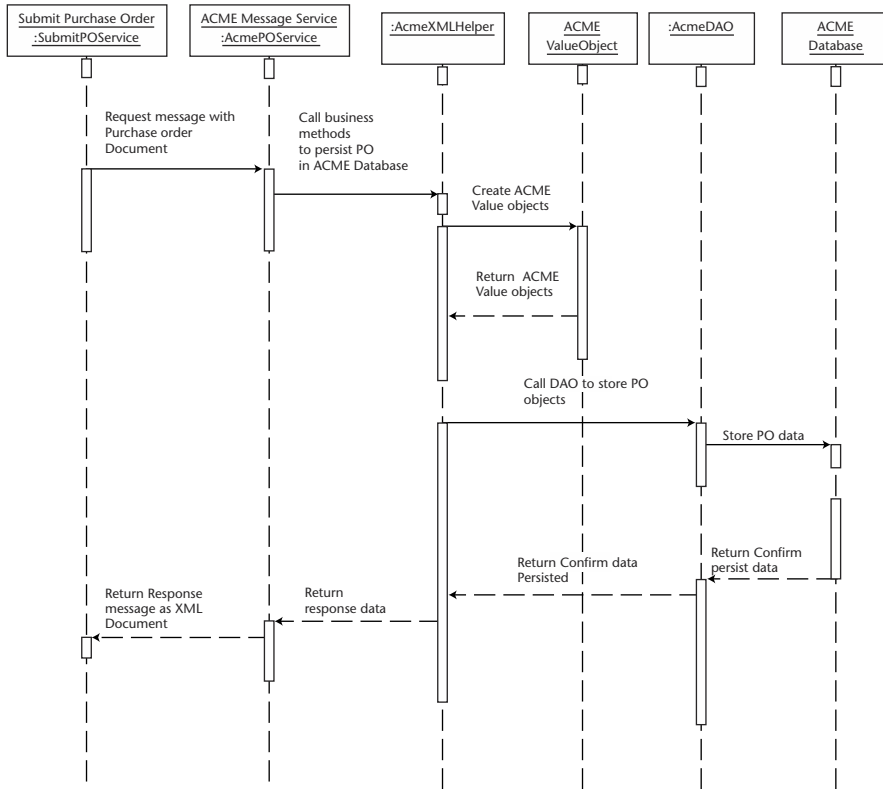 Submit Purchase Order
:SubmitPOService
ACME Message Service
:AcmePOService
:AcmeXMLHelper
ACME
ValueObject
:AcmeDAO
ACME
Database
Request message with
Purchase order
Document
Call business
methods
to persist PO
in ACME Database
Create ACME
Value objects
Return ACME
Value objects
Call DAO to store PO
objects
Store PO data
Return Confirm
persist data
Return Confirm data
Persisted
Return
response data
Return Response
message as XML
Document